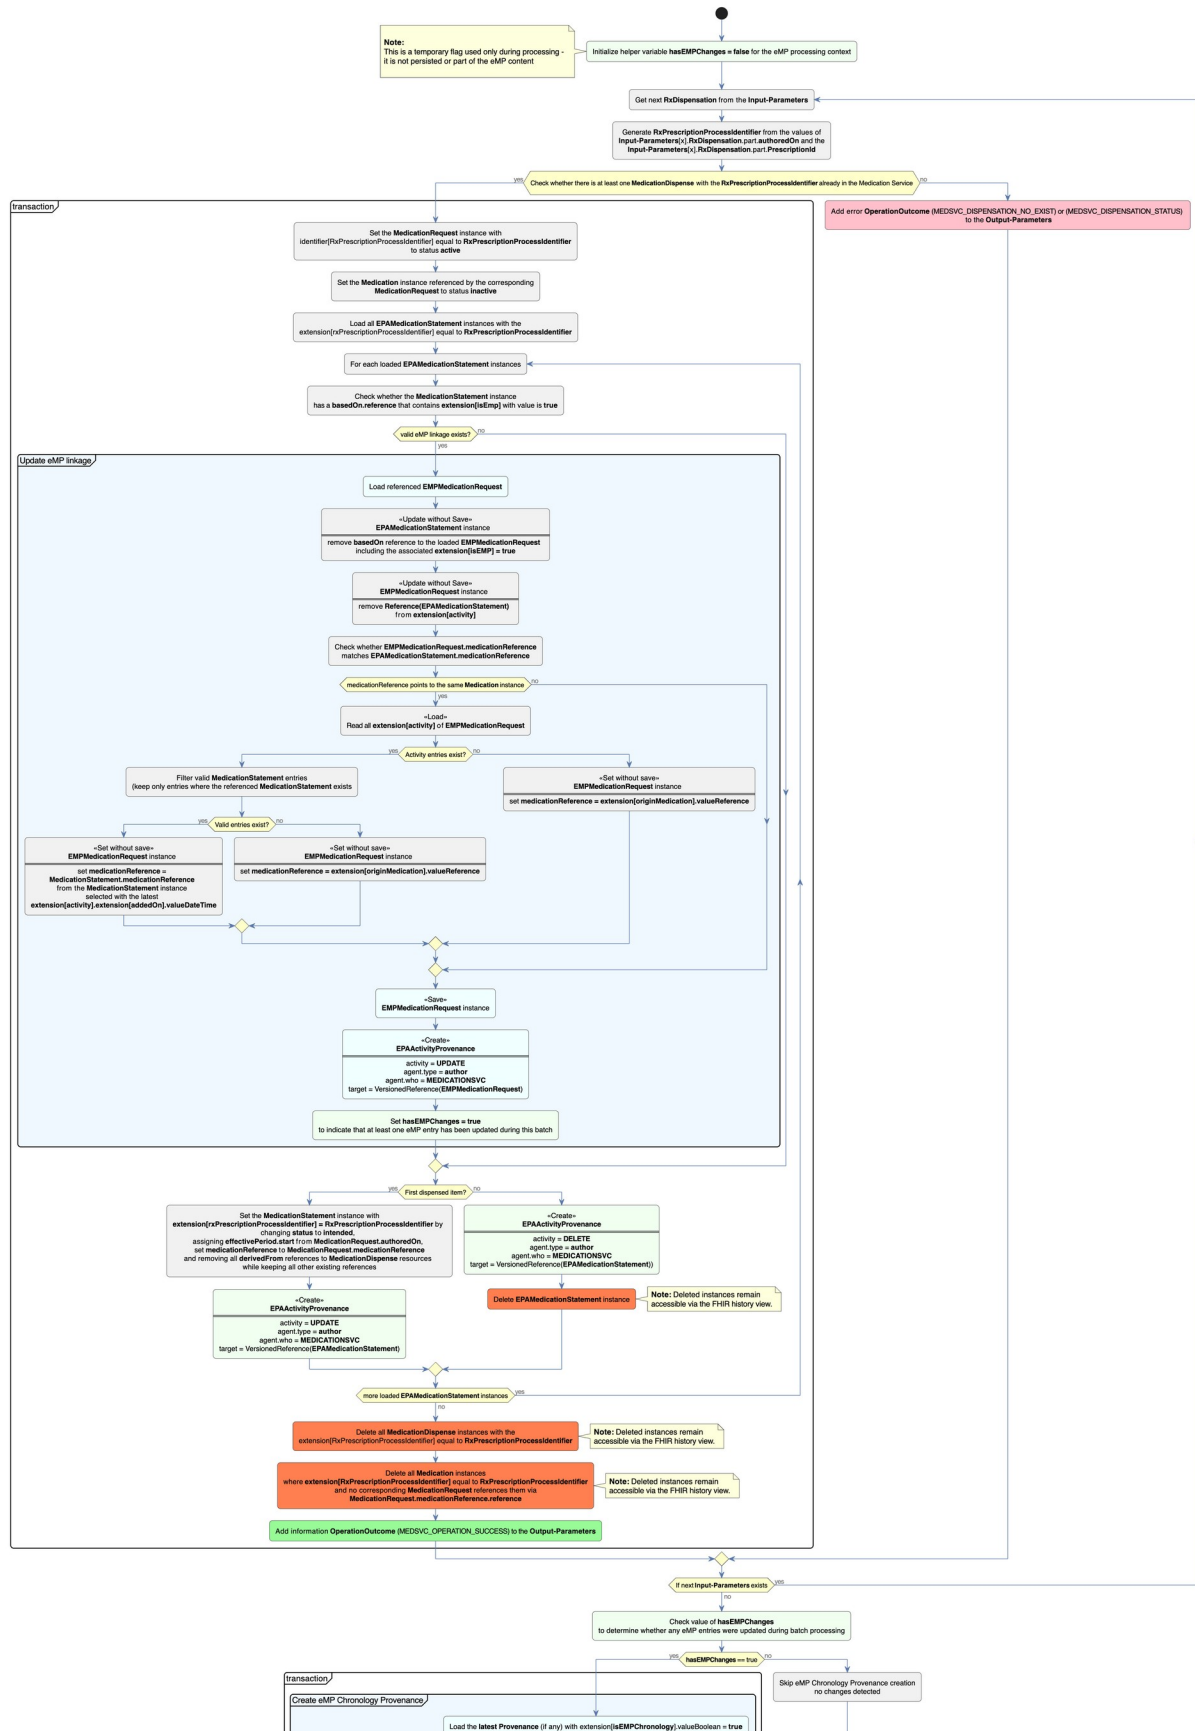 Note:
This is a temporary flag used only during processing -
it is not persisted or part of the eMP content
Initialize helper variable hasEMPChanges = false for the eMP processing context
Get next RxDispensation from the Input-Parameters
Generate RxPrescriptionProcessIdentifier from the values of
Input-Parameters[x].RxDispensation.part.authoredOn and the
Input-Parameters[x].RxDispensation.part.PrescriptionId
yes
Check whether there is at least one MedicationDispense with the RxPrescriptionProcessIdentifier already in the Medication Service
no
transaction
Add error OperationOutcome (MEDSVC_DISPENSATION_NO_EXIST) or (MEDSVC_DISPENSATION_STATUS)
to the Output-Parameters
Set the MedicationRequest instance with
identifier[RxPrescriptionProcessIdentifier] equal to RxPrescriptionProcessIdentifier
to status active
Set the Medication instance referenced by the corresponding
MedicationRequest to status inactive
Load all EPAMedicationStatement instances with the
extension[rxPrescriptionProcessIdentifier] equal to RxPrescriptionProcessIdentifier
For each loaded EPAMedicationStatement instances
Check whether the MedicationStatement instance
has a basedOn.reference that contains extension[isEmp] with value is true
valid eMP linkage exists?
no
yes
Update eMP linkage
Load referenced EMPMedicationRequest
«Update without Save»
EPAMedicationStatement instance
remove basedOn reference to the loaded EMPMedicationRequest
including the associated extension[isEMP] = true
«Update without Save»
EMPMedicationRequest instance
remove Reference(EPAMedicationStatement)
from extension[activity]
Check whether EMPMedicationRequest.medicationReference
matches EPAMedicationStatement.medicationReference
medicationReference points to the same Medication instance
no
yes
«Load»
Read all extension[activity] of EMPMedicationRequest
yes
Activity entries exist?
no
Filter valid MedicationStatement entries
(keep only entries where the referenced MedicationStatement exists
«Set without save»
EMPMedicationRequest instance
set medicationReference = extension[originMedication].valueReference
yes
Valid entries exist?
no
«Set without save»
EMPMedicationRequest instance
set medicationReference =
MedicationStatement.medicationReference
from the MedicationStatement instance
selected with the latest
extension[activity].extension[addedOn].valueDateTime
«Set without save»
EMPMedicationRequest instance
set medicationReference = extension[originMedication].valueReference
«Save»
EMPMedicationRequest instance
«Create»
EPAActivityProvenance
activity = UPDATE
agent.type = author
agent.who = MEDICATIONSVC
target = VersionedReference(EMPMedicationRequest)
Set hasEMPChanges = true
to indicate that at least one eMP entry has been updated during this batch
yes
First dispensed item?
no
Set the MedicationStatement instance with
extension[rxPrescriptionProcessIdentifier] = RxPrescriptionProcessIdentifier by
changing status to intended,
assigning effectivePeriod.start from MedicationRequest.authoredOn,
set medicationReference to MedicationRequest.medicationReference
and removing all derivedFrom references to MedicationDispense resources
while keeping all other existing references
«Create»
EPAActivityProvenance
activity = DELETE
agent.type = author
agent.who = MEDICATIONSVC
target = VersionedReference(EPAMedicationStatement))
«Create»
EPAActivityProvenance
activity = UPDATE
agent.type = author
agent.who = MEDICATIONSVC
target = VersionedReference(EPAMedicationStatement)
Delete EPAMedicationStatement instance
Note: Deleted instances remain
accessible via the FHIR history view.
more loaded EPAMedicationStatement instances
yes
no
Delete all MedicationDispense instances with the
extension[RxPrescriptionProcessIdentifier] equal to RxPrescriptionProcessIdentifier
Note: Deleted instances remain
accessible via the FHIR history view.
Delete all Medication instances
where extension[RxPrescriptionProcessIdentifier] equal to RxPrescriptionProcessIdentifier
and no corresponding MedicationRequest references them via
MedicationRequest.medicationReference.reference
Note: Deleted instances remain
accessible via the FHIR history view.
Add information OperationOutcome (MEDSVC_OPERATION_SUCCESS) to the Output-Parameters
If next Input-Parameters exists
yes
no
Check value of hasEMPChanges
to determine whether any eMP entries were updated during batch processing
yes
hasEMPChanges == true
no
transaction
Skip eMP Chronology Provenance creation
no changes detected
Create eMP Chronology Provenance
Load the latest Provenance (if any) with extension[isEMPChronology].valueBoolean = true